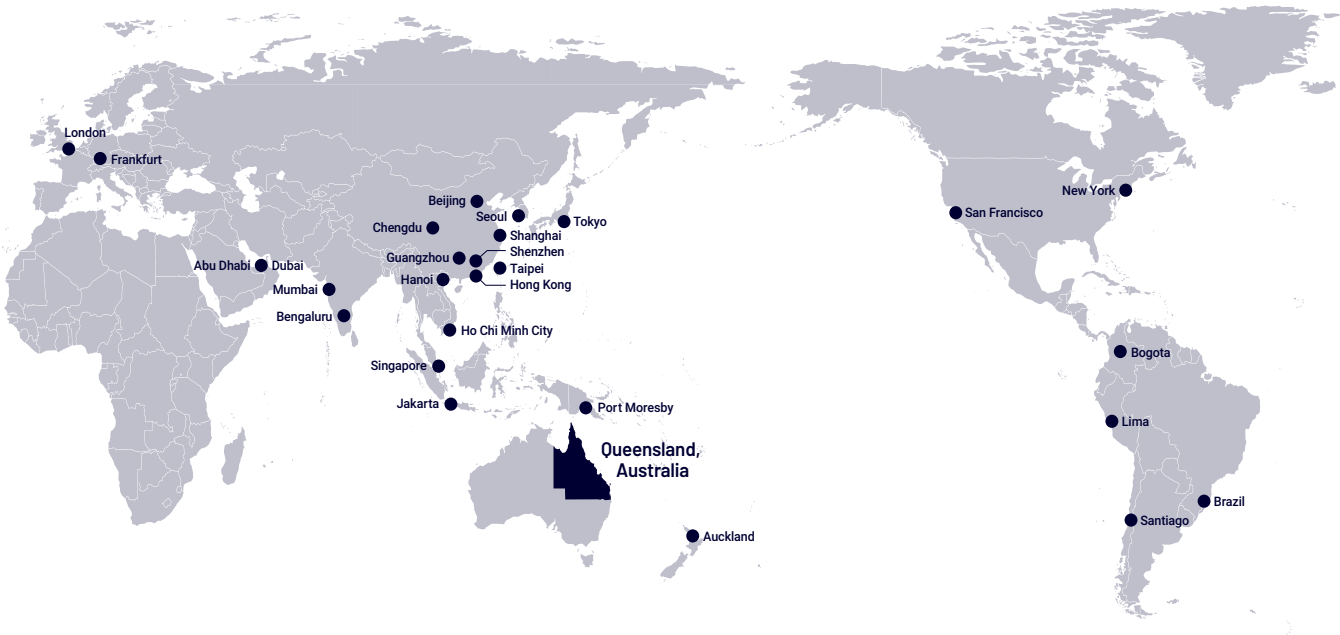 London
Frankfurt
Beijing
Seoul
Tokyo
Chengdu
Shanghai
Shenzhen
Guangzhou
Abu Dhabi
Dubai
Taipei
Hanoi
Hong Kong
Mumbai
Bengaluru
Ho Chi Minh City
Singapore
Jakarta
Port Moresby
Queensland,
Australia
Auckland
New York
San Francisco
Bogota
Lima
Brazil
Santiago